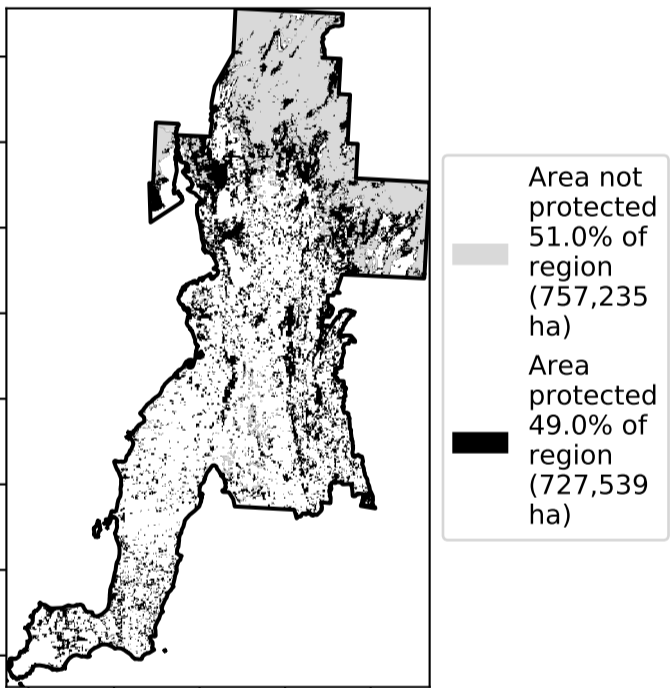 Area not
protected
51.0% of
region
(757,235
ha)
Area
protected
49.0% of
region
(727,539
ha)